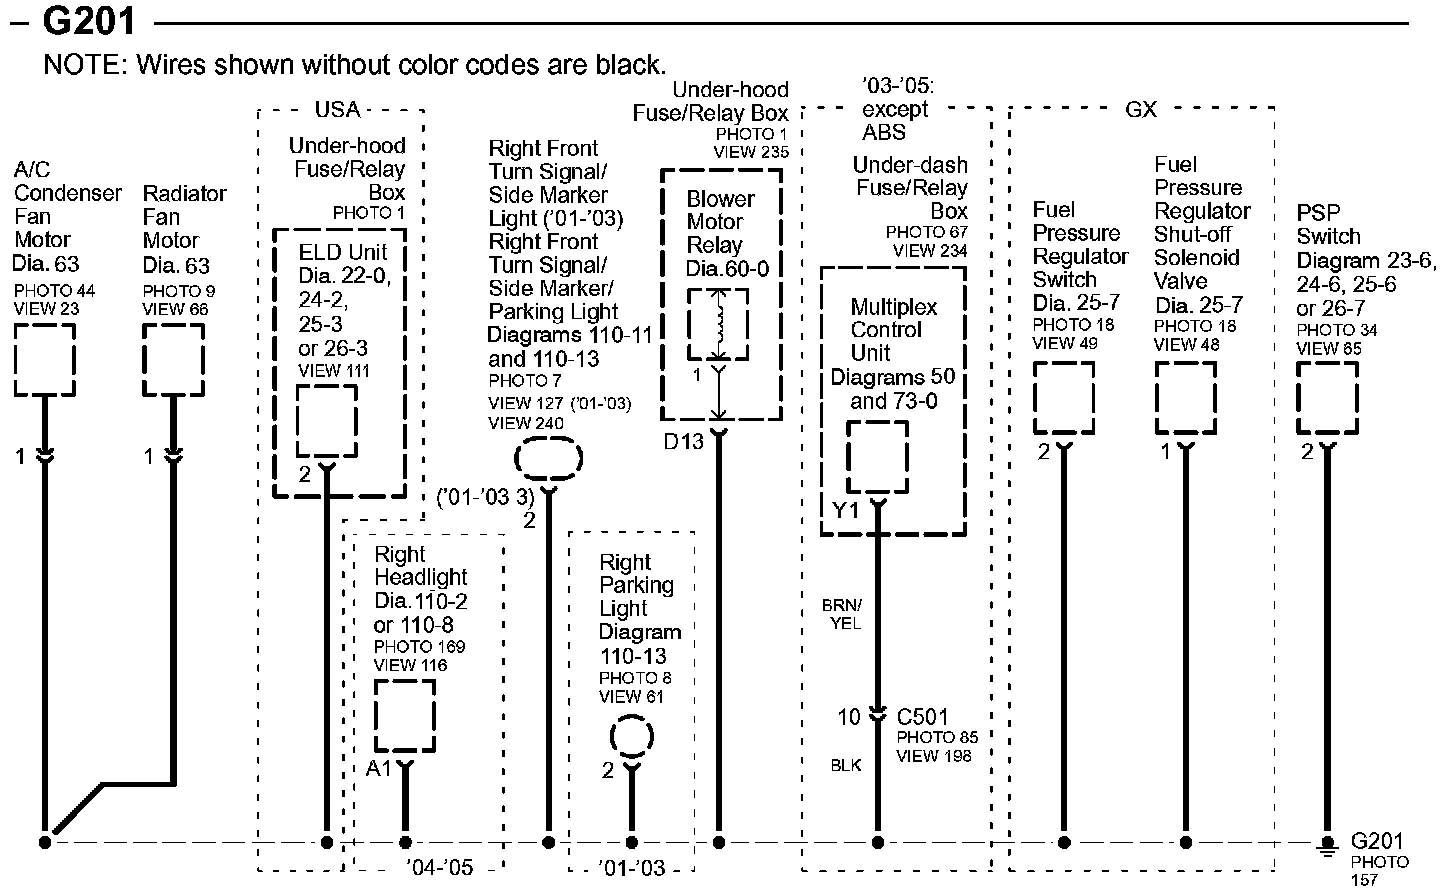 G201
NOTE: Wires shown without color codes are black.
A/C
Condenser
Fan
Motor
Dia. 63
PHOTO 44
VIEW 23
1
Radiator
Fan
Motor
Dia. 63
PHOTO 9
VIEW 66
1
USA
Under-hood
Fuse/Relay
Box
PHOTO 1
ELD Unit
Dia. 22-0,
24-2,
25-3
or 26-3
VIEW 111
2
Right
Headlight
Dia. 110-2
or 110-8
PHOTO 169
VIEW 116
A1
'04-'05
Right Front
Turn Signal/
Side Marker
Light ('01-'03)
Right Front
Turn Signal/
Side Marker/
Parking Light
Diagrams 110-11
and 110-13
PHOTO 7
VIEW 127 ('01-'03)
VIEW 240
('01-'03 3)
2
Right
Parking
Light
Diagram
110-13
PHOTO 8
VIEW 61
2
'01-'03
Under-hood
Fuse/Relay Box
PHOTO 1
VIEW 235
Blower
Motor
Relay
Dia.60-0
1
D13
'03-'05:
except
ABS
Under-dash
Fuse/Relay
Box
PHOTO 67
VIEW 234
Multiplex
Control
Unit
Diagrams 50
and 73-0
Y1
BRN/
YEL
10
C501
PHOTO 85
VIEW 198
BLK
GX
Fuel
Pressure
Regulator
Switch
Dia. 25-7
PHOTO 18
VIEW 49
2
Fuel
Pressure
Regulator
Shut-off
Solenoid
Valve
Dia. 25-7
PHOTO 18
VIEW 48
1
PSP
Switch
Diagram 23-6,
24-6, 25-6
or 26-7
PHOTO 34
VIEW 65
2
G201
PHOTO
157